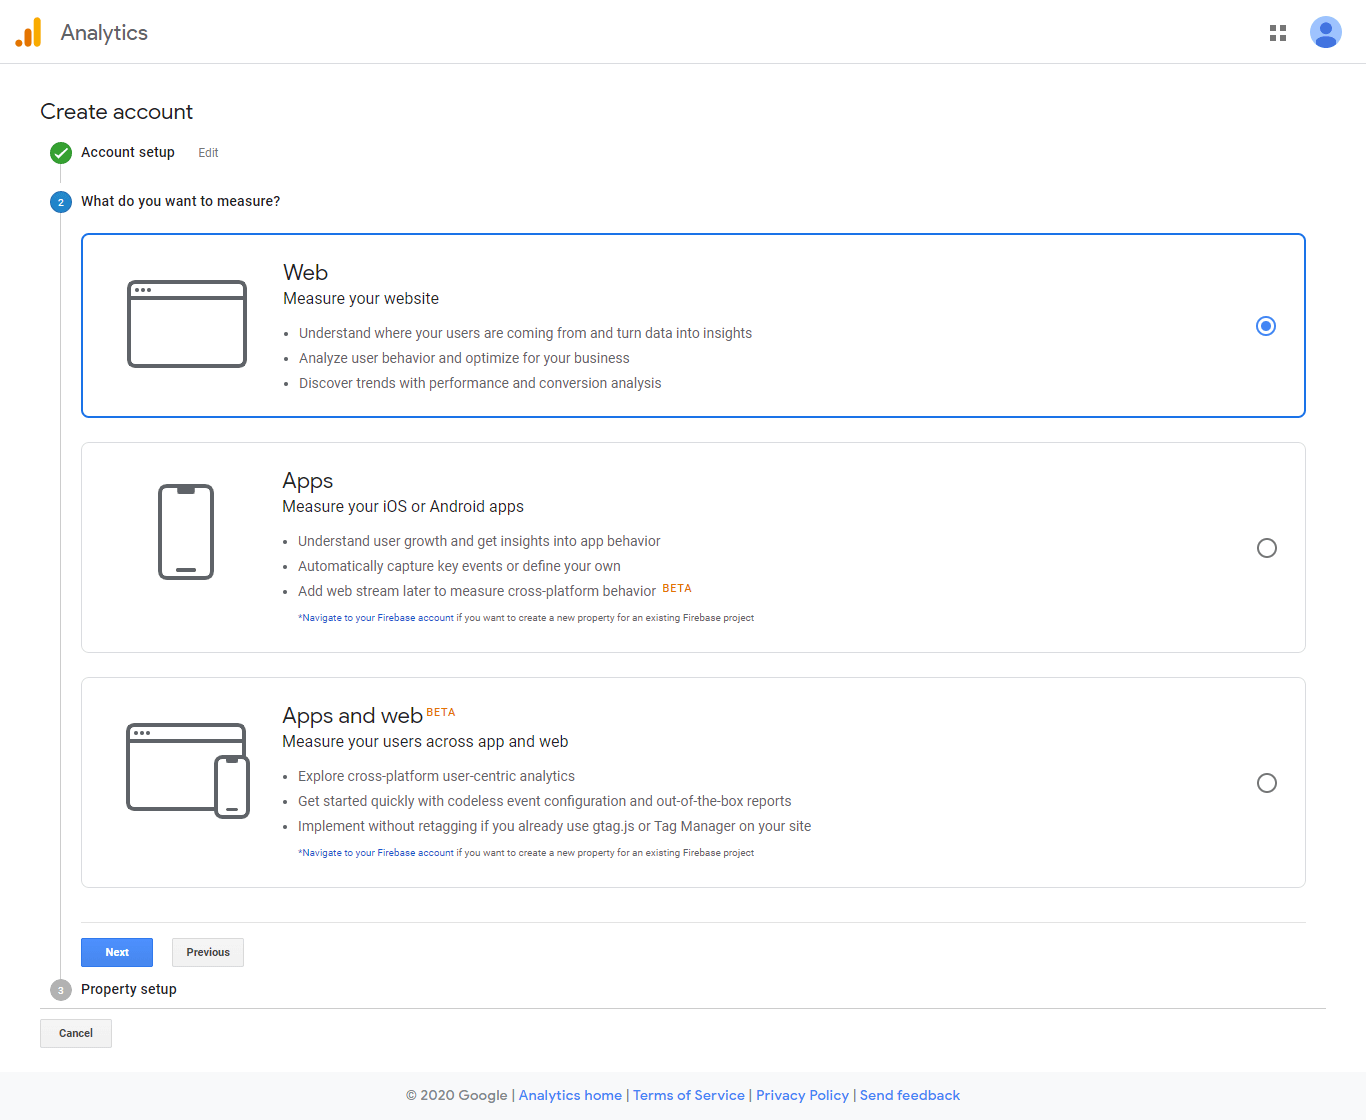 Analytics
Create account
Account setup Edit
2 What do you want to measure?
Web
Measure your website
• Understand where your users are coming from and turn data into insights
• Analyze user behavior and optimize for your business
• Discover trends with performance and conversion analysis
Apps
Measure your iOS or Android apps
• Understand user growth and get insights into app behavior
• Automatically capture key events or define your own
• Add web stream later to measure cross-platform behavior BETA
*Navigate to your Firebase account if you want to create a new property for an existing Firebase project
Apps and web BETA
Measure your users across app and web
• Explore cross-platform user-centric analytics
• Get started quickly with codeless event configuration and out-of-the-box reports
• Implement without retagging if you already use gtag.js or Tag Manager on your site
*Navigate to your Firebase account if you want to create a new property for an existing Firebase project
Next Previous
3 Property setup
Cancel
© 2020 Google | Analytics home | Terms of Service | Privacy Policy | Send feedback